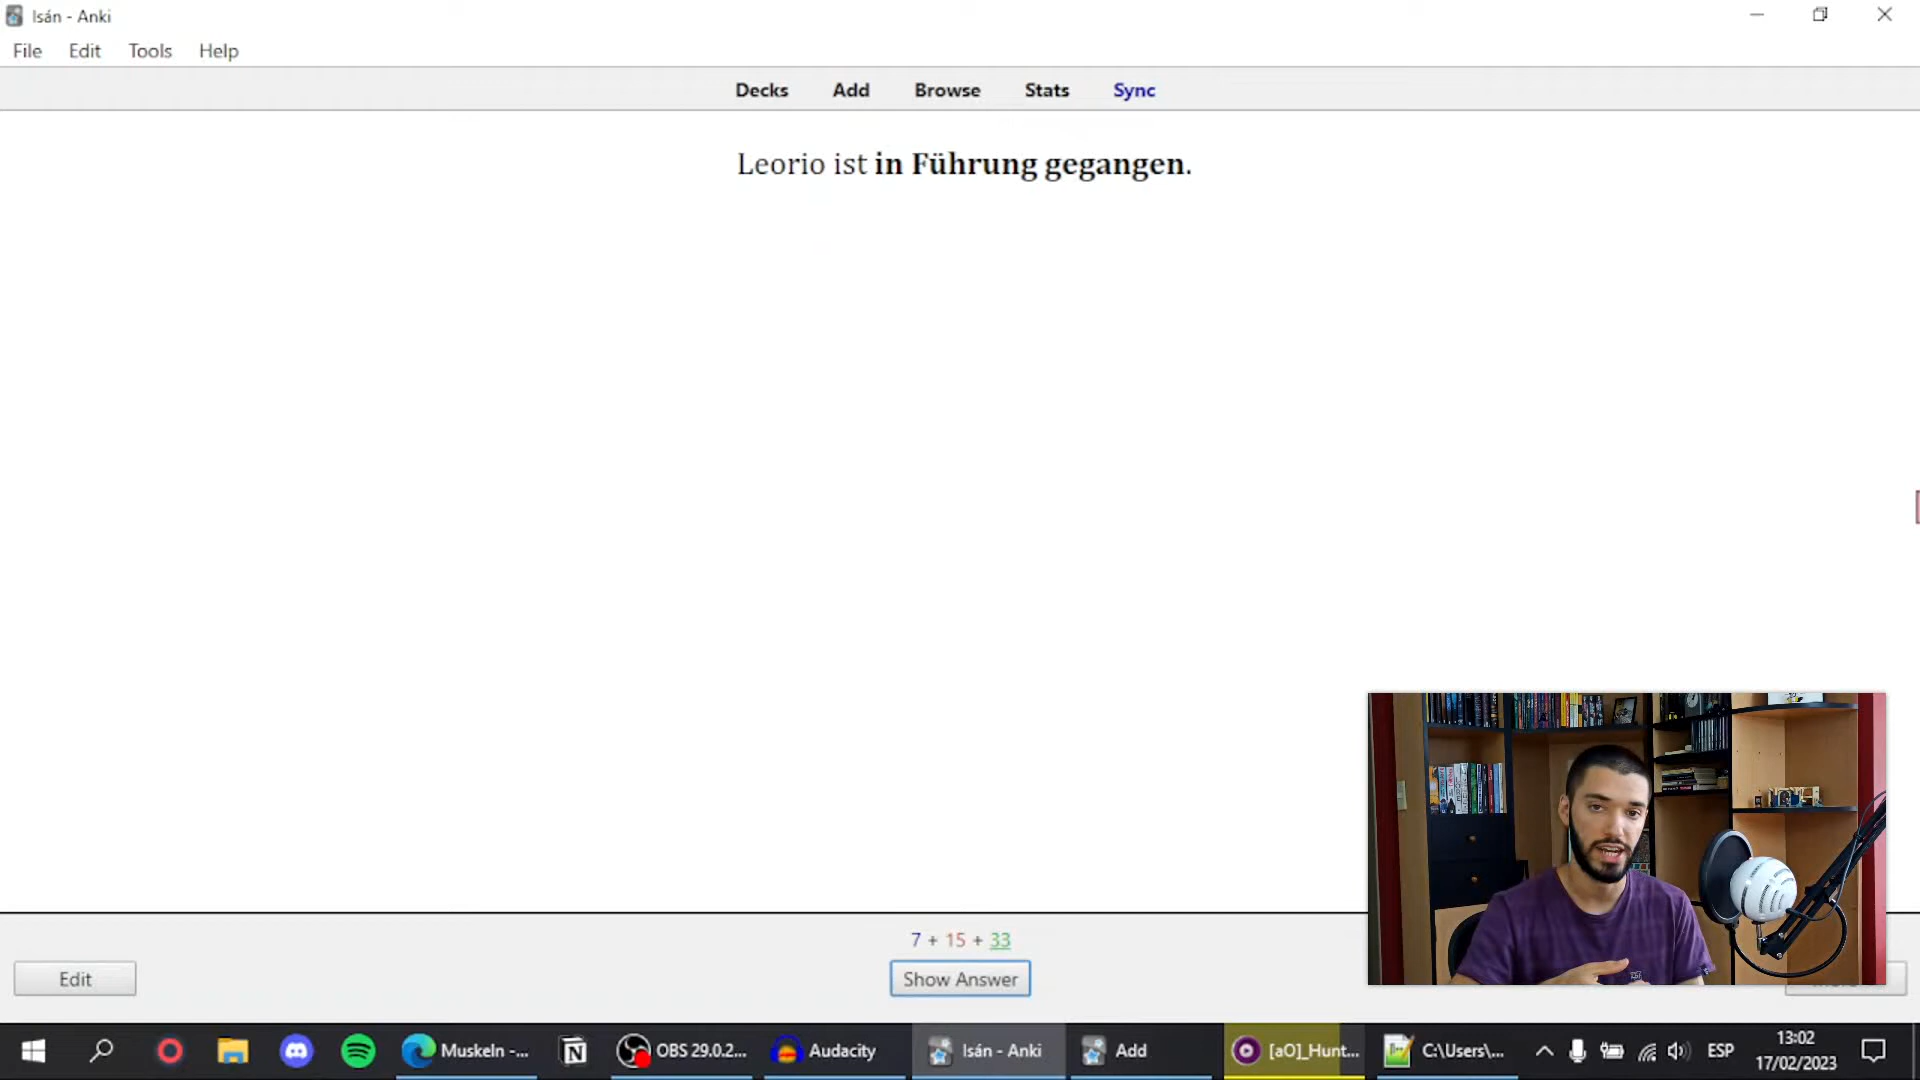 Isán - Anki
File Edit Tools Help
Decks Add Browse Stats Sync
Leorio ist in Führung gegangen.
7 + 15 + 33
Edit
Show Answer
Muskeln -...
OBS 29.0.2...
Audacity
Isán - Anki
Add
[aO]_Hunt...
C:\Users\...
ESP
13:02
17/02/2023